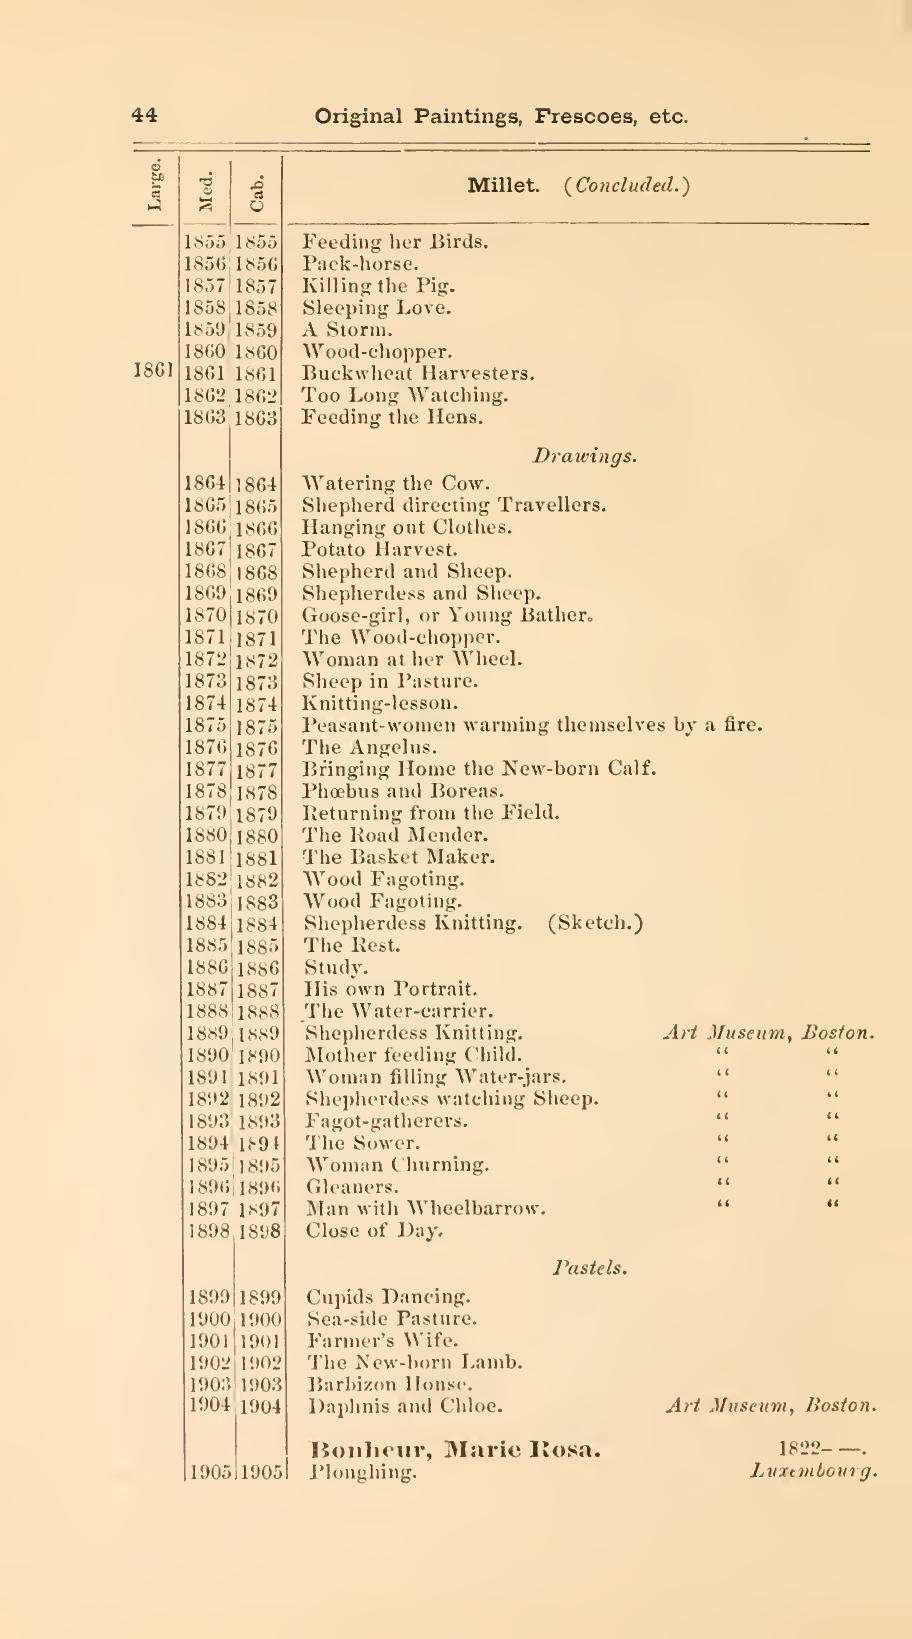 44 Original Paintings, Frescoes, etc.
Large. Med. Cab. Millet. (Concluded.)
1855 1855 Feeding her Birds.
1856 1856 Pack-horse.
1857 1857 Killing the Pig.
1858 1858 Sleeping Love.
1859 1859 A Storm.
1860 1860 Wood-chopper.
1861 1861 1861 Buckwheat Harvesters.
1862 1862 Too Long Watching.
1863 1863 Feeding the Hens.
Drawings.
1864 1864 Watering the Cow.
1865 1865 Shepherd directing Travellers.
1866 1866 Hanging out Clothes.
1867 1867 Potato Harvest.
1868 1868 Shepherd and Sheep.
1869 1869 Shepherdess and Sheep.
1870 1870 Goose-girl, or Young Bather.
1871 1871 The Wood-chopper.
1872 1872 Woman at her Wheel.
1873 1873 Sheep in Pasture.
1874 1874 Knitting-lesson.
1875 1875 Peasant-women warming themselves by a fire.
1876 1876 The Angelus.
1877 1877 Bringing Home the New-born Calf.
1878 1878 Phœbus and Boreas.
1879 1879 Returning from the Field.
1880 1880 The Road Mender.
1881 1881 The Basket Maker.
1882 1882 Wood Fagoting.
1883 1883 Wood Fagoting.
1884 1884 Shepherdess Knitting. (Sketch.)
1885 1885 The Rest.
1886 1886 Study.
1887 1887 His own Portrait.
1888 1888 The Water-carrier.
1889 1889 Shepherdess Knitting. Art Museum, Boston.
1890 1890 Mother feeding Child. “ “
1891 1891 Woman filling Water-jars. “ “
1892 1892 Shepherdess watching Sheep. “ “
1893 1893 Fagot-gatherers. “ “
1894 1894 The Sower. “ “
1895 1895 Woman Churning. “ “
1896 1896 Gleaners. “ “
1897 1897 Man with Wheelbarrow. “ “
1898 1898 Close of Day.
Pastels.
1899 1899 Cupids Dancing.
1900 1900 Sea-side Pasture.
1901 1901 Farmer's Wife.
1902 1902 The New-born Lamb.
1903 1903 Barbizon House.
1904 1904 Daphnis and Chloe. Art Museum, Boston.
Bonheur, Marie Rosa. 1822– —.
1905 1905 Ploughing. Luxembourg.